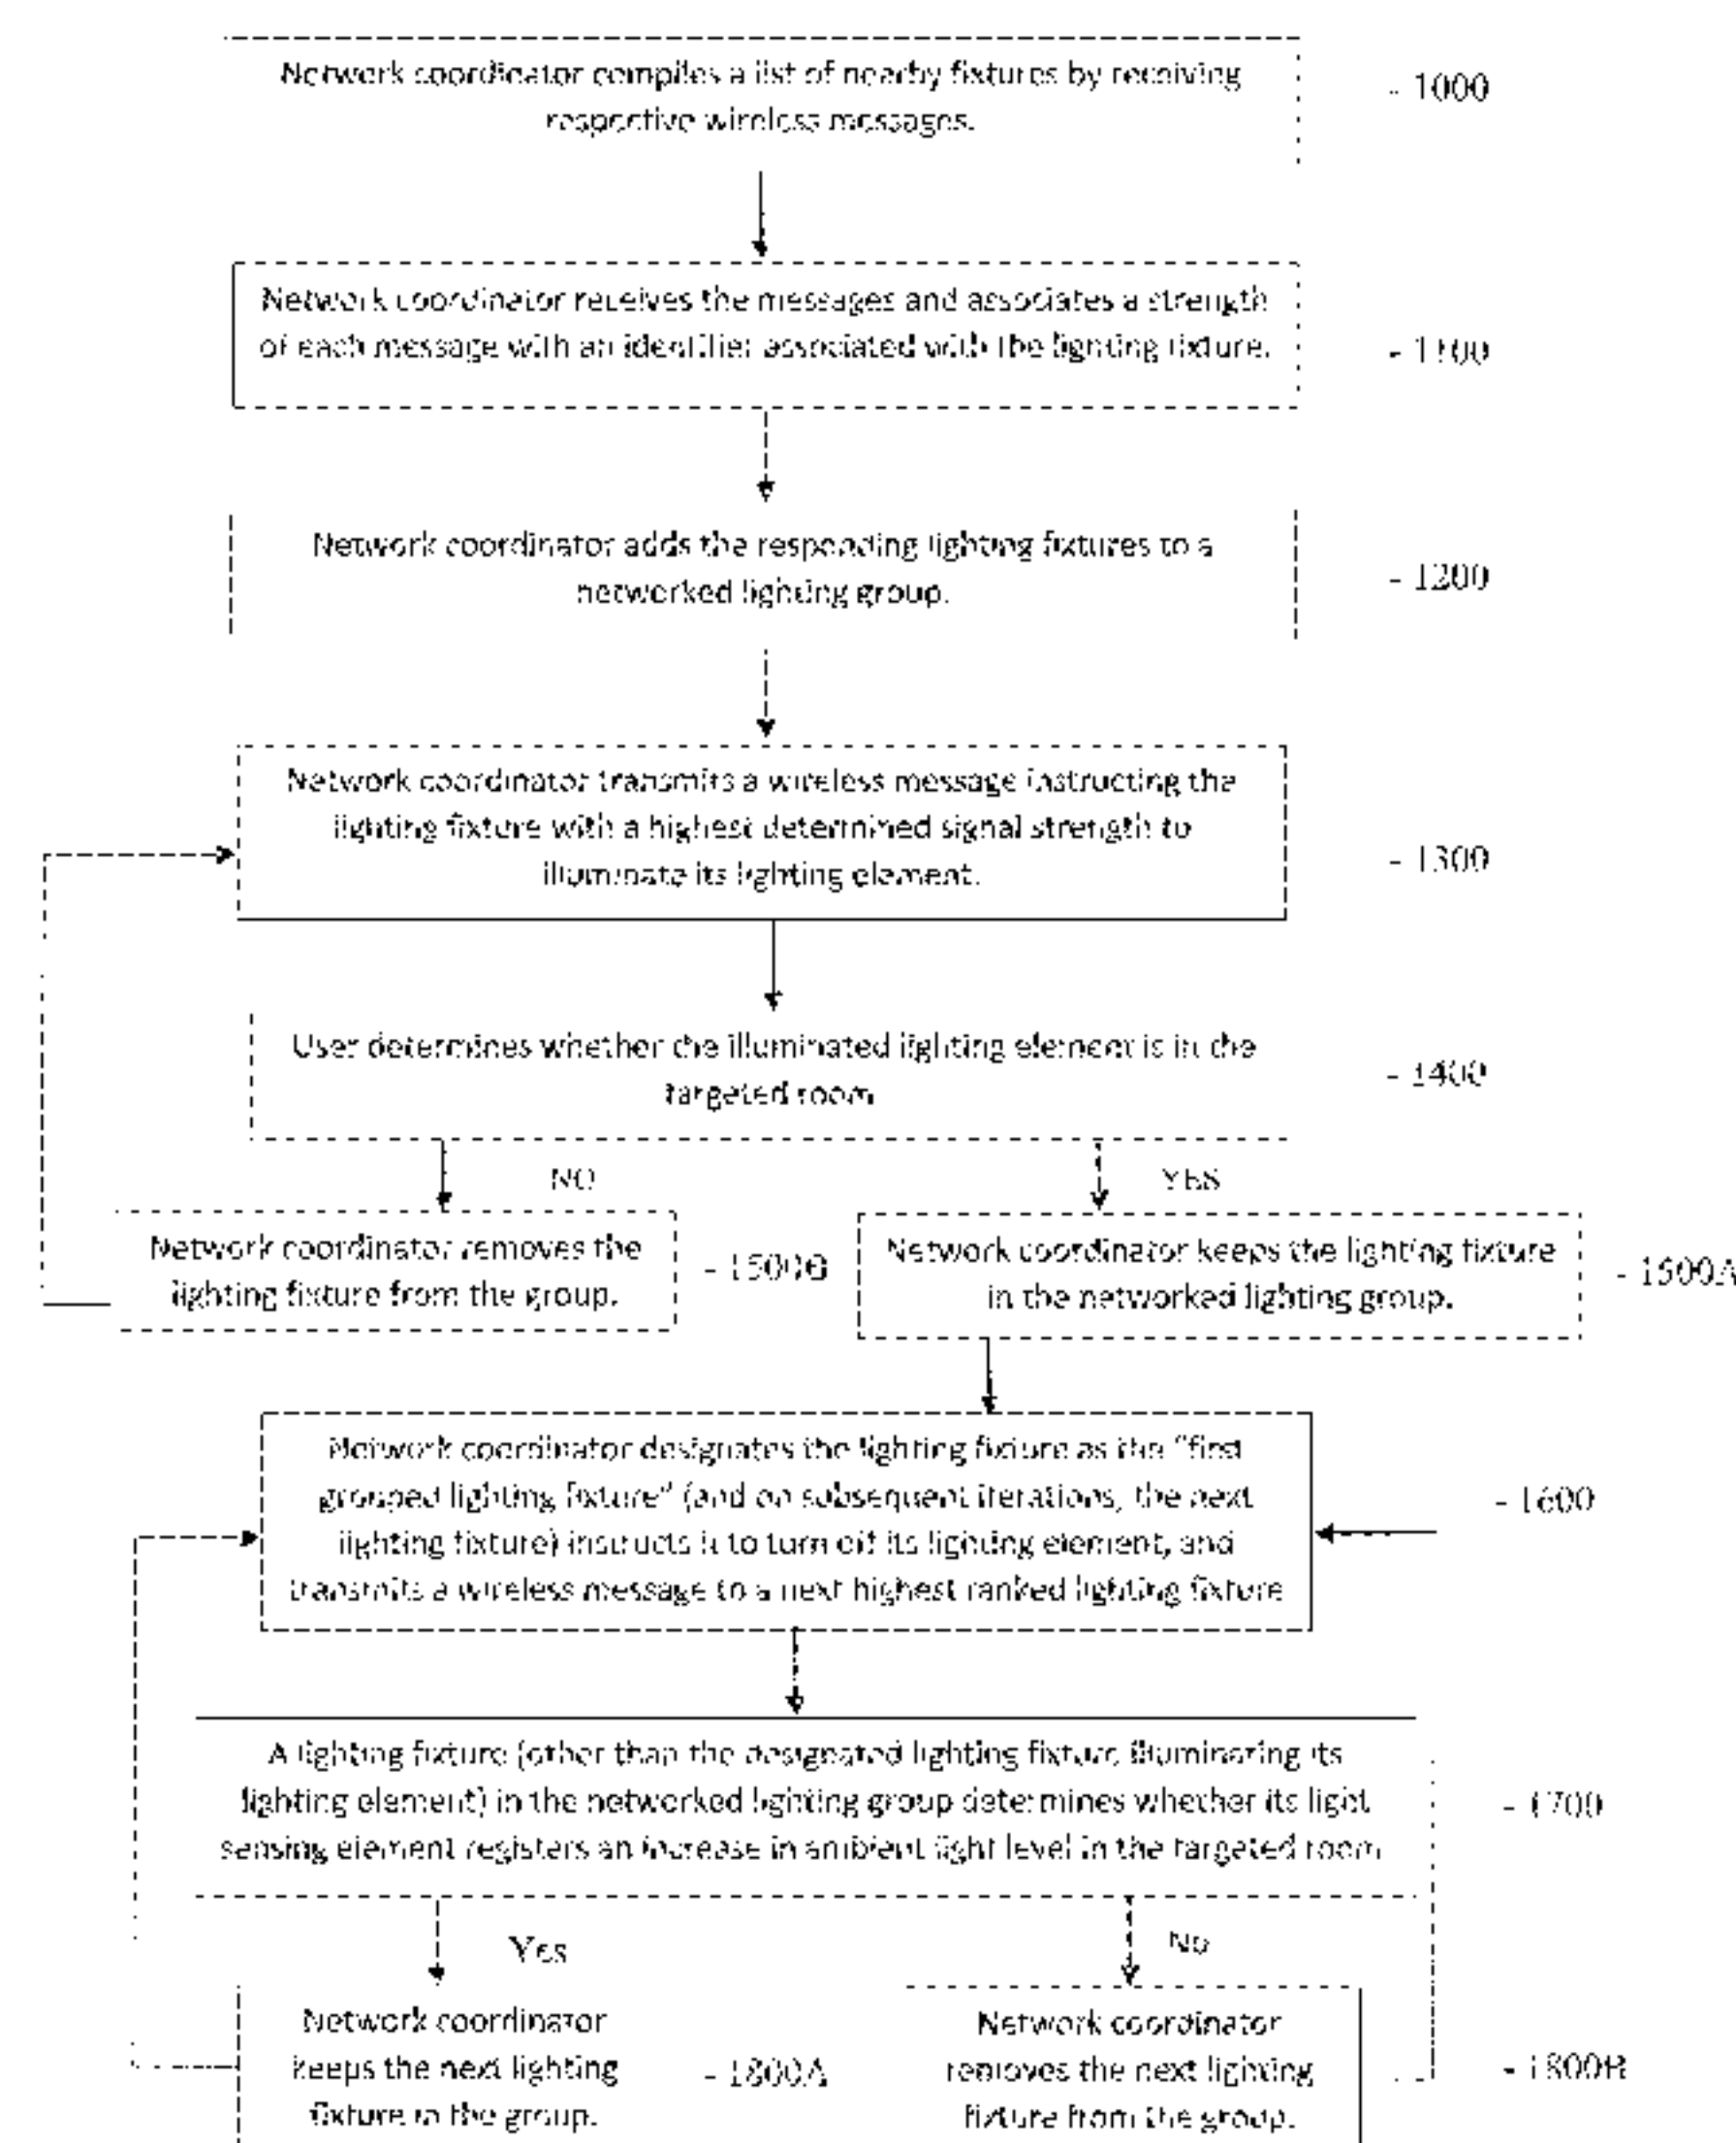 Network coordinator compiles a list of nearby fixtures by receiving
respective wireless messages.
- 1000
Network coordinator receives the messages and associates a strength
of each message with an identifier associated with the lighting fixture.
- 1100
Network coordinator adds the responding lighting fixtures to a
networked lighting group.
- 1200
Network coordinator transmits a wireless message instructing the
lighting fixture with a highest determined signal strength to
illuminate its lighting element.
- 1300
User determines whether the illuminated lighting element is in the
targeted room
- 1400
NO
YES
Network coordinator removes the
lighting fixture from the group.
- 1500B
Network coordinator keeps the lighting fixture
in the networked lighting group.
- 1500A
Network coordinator designates the lighting fixture as the "first
grouped lighting fixture" (and on subsequent iterations, the next
lighting fixture) instructs it to turn off its lighting element, and
transmits a wireless message to a next highest ranked lighting fixture
- 1600
A lighting fixture (other than the designated lighting fixture illuminating its
lighting element) in the networked lighting group determines whether its light
sensing element registers an increase in ambient light level in the targeted room
- 1700
Yes
No
Network coordinator
keeps the next lighting
fixture in the group.
- 1800A
Network coordinator
removes the next lighting
fixture from the group.
- 1800B